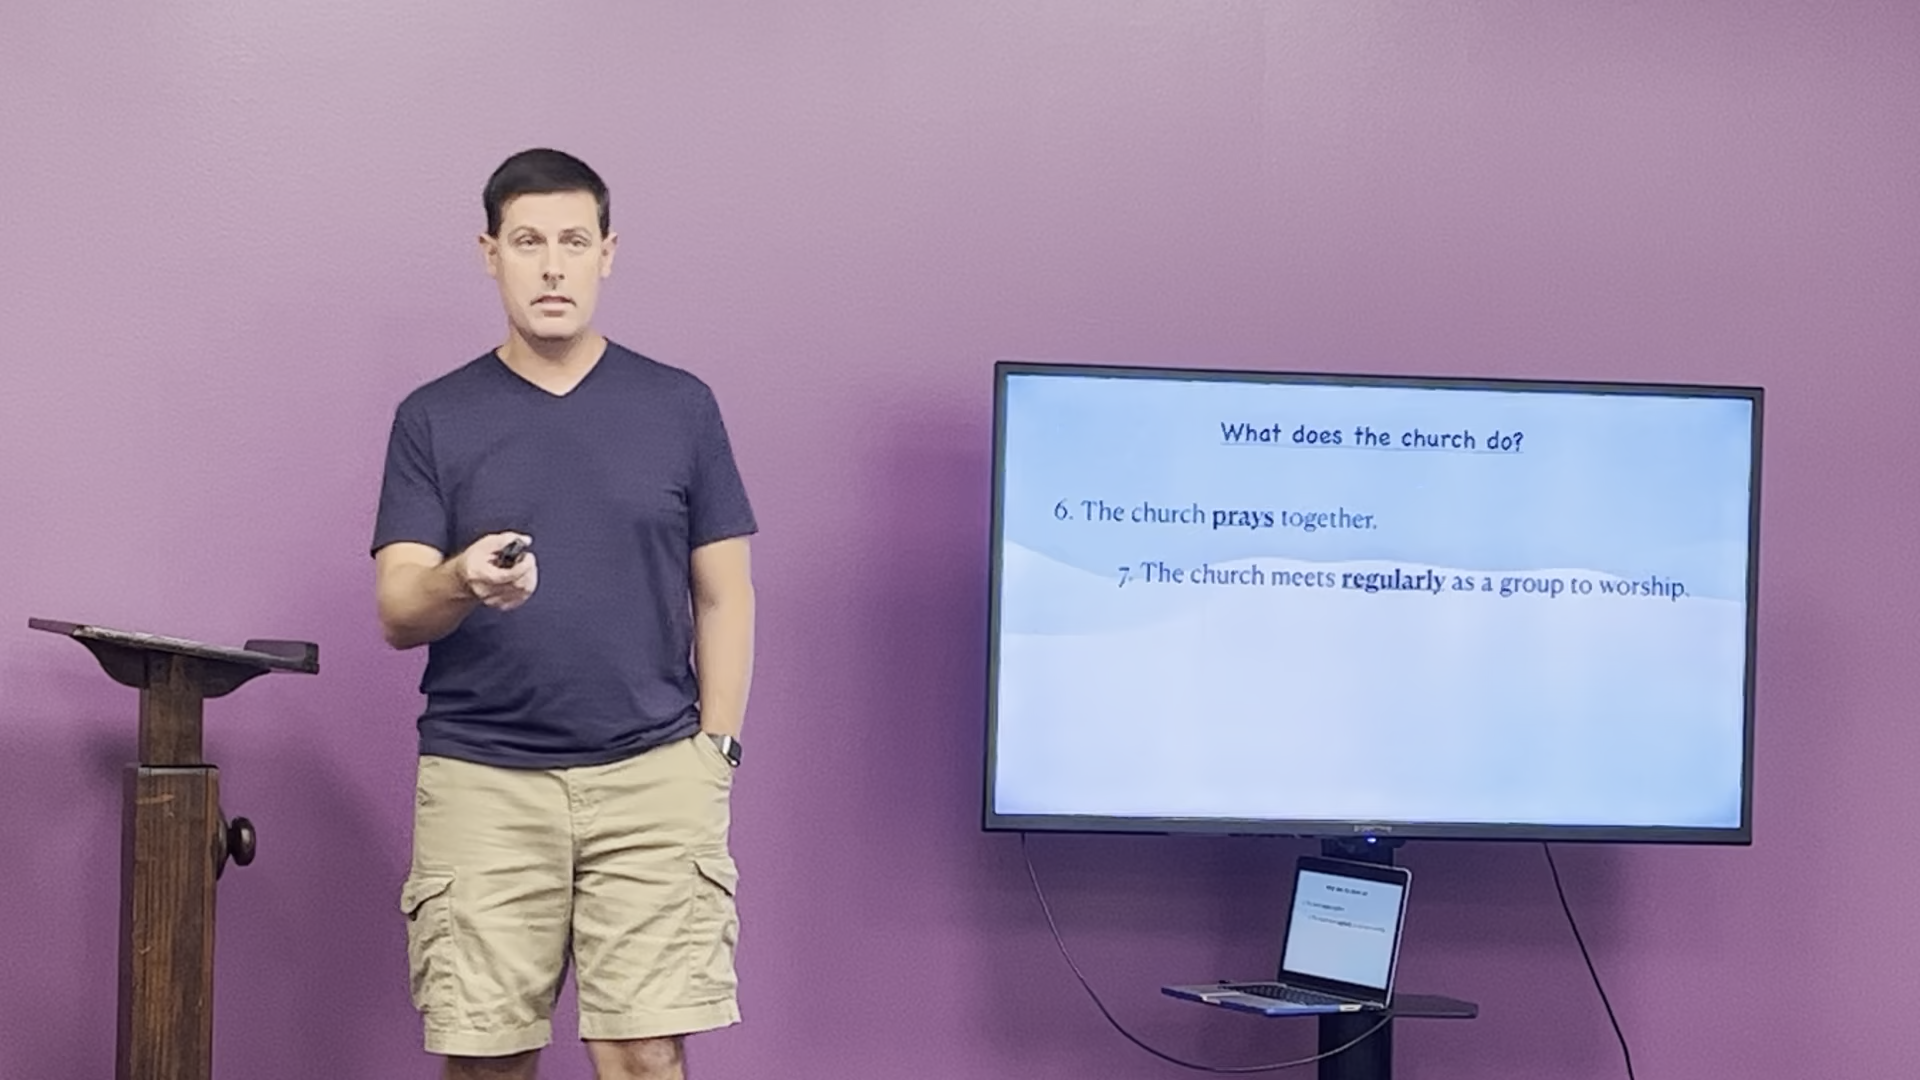 What does the church do?
6. The church prays together.
7. The church meets regularly as a group to worship.